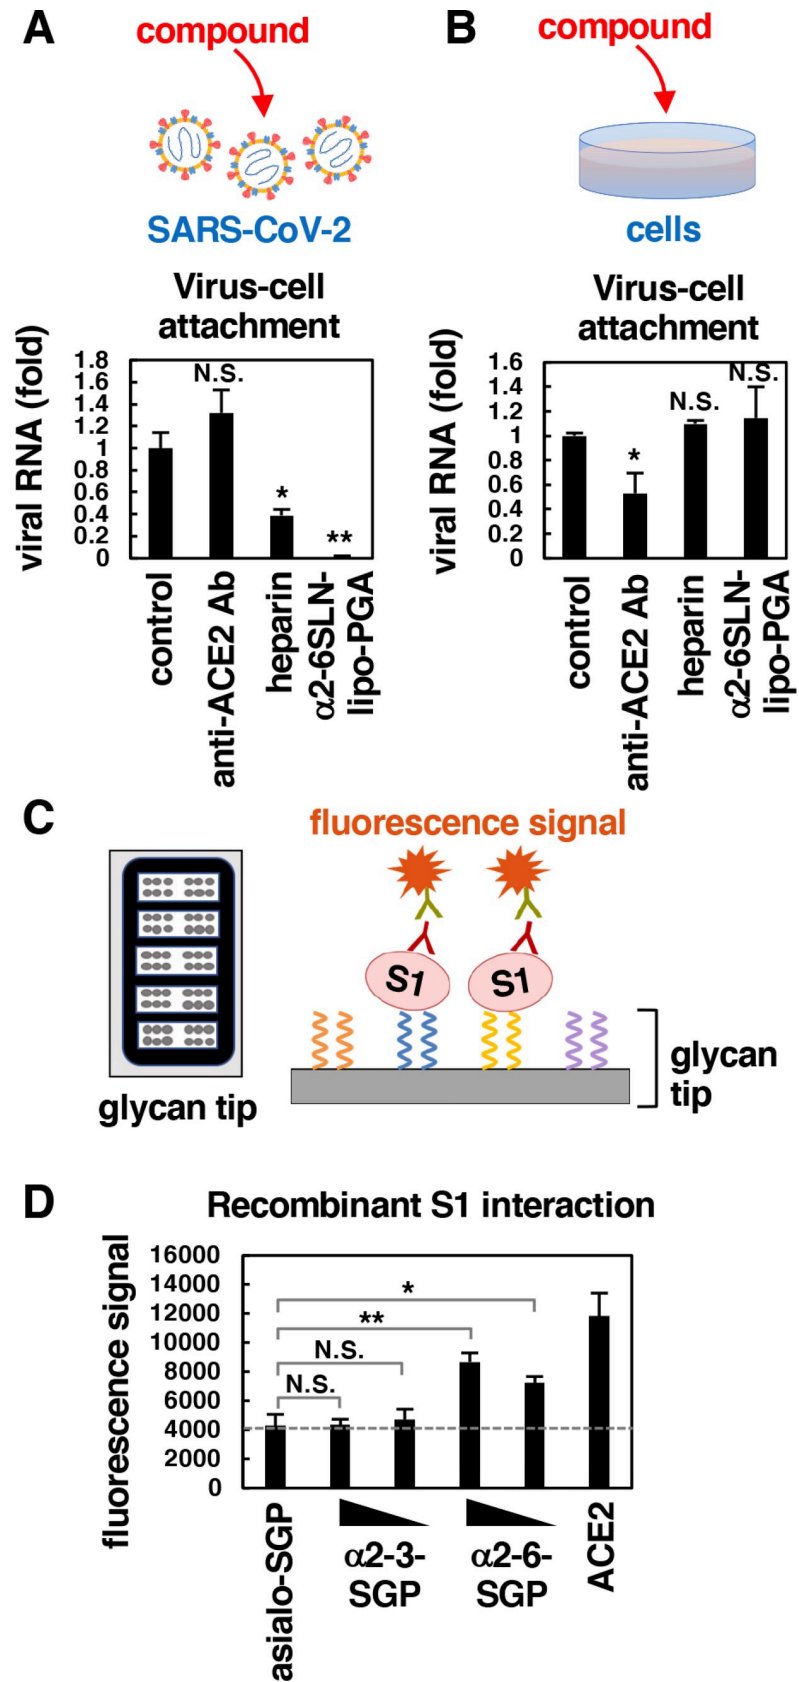 A
compound
SARS-CoV-2
Virus-cell
attachment
viral RNA (fold)
1.8
1.6
1.4
1.2
1
0.8
0.6
0.4
0.2
0
N.S.
*
**
control
anti-ACE2 Ab
heparin
α2-6SLN-
lipo-PGA
B
compound
cells
Virus-cell
attachment
viral RNA (fold)
1.6
1.4
1.2
1
0.8
0.6
0.4
0.2
0
*
N.S.
N.S.
control
anti-ACE2 Ab
heparin
α2-6SLN-
lipo-PGA
C
glycan tip
fluorescence signal
S1
S1
glycan
tip
D
Recombinant S1 interaction
fluorescence signal
16000
14000
12000
10000
8000
6000
4000
2000
0
*
**
N.S.
N.S.
asialo-SGP
α2-3-
SGP
α2-6-
SGP
ACE2